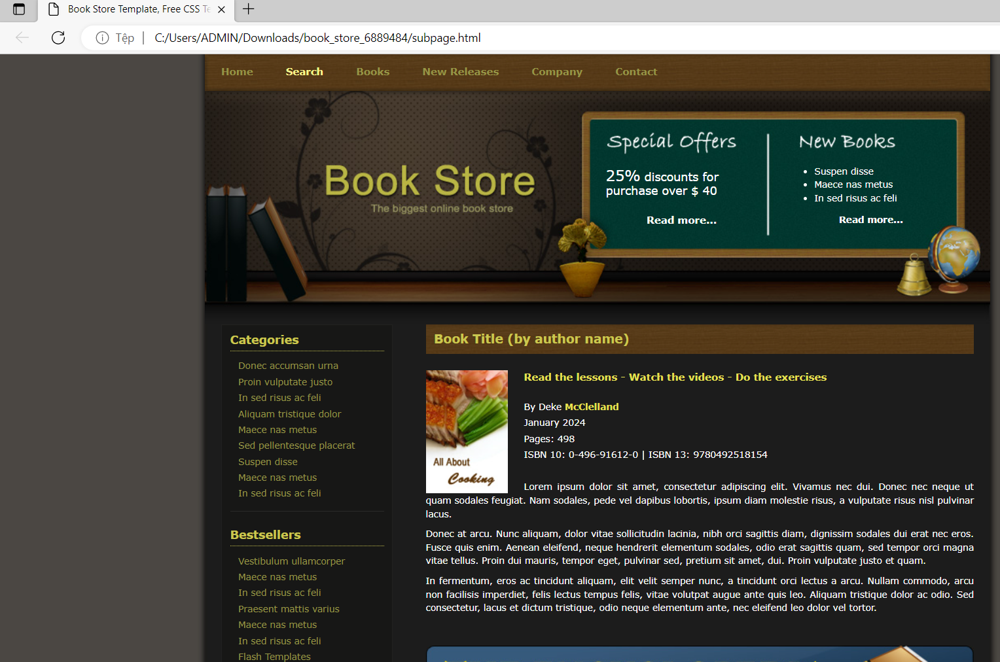 Book Store Template, Free CSS Te
Tệp
C:/Users/ADMIN/Downloads/book_store_6889484/subpage.html
Home Search Books New Releases Company Contact
Book Store
The biggest online book store
Special Offers
25% discounts for
purchase over $ 40
Read more...
New Books
Suspen disse
Maece nas metus
In sed risus ac feli
Read more...
Categories
Donec accumsan urna
Proin vulputate justo
In sed risus ac feli
Aliquam tristique dolor
Maece nas metus
Sed pellentesque placerat
Suspen disse
Maece nas metus
In sed risus ac feli
Bestsellers
Vestibulum ullamcorper
Maece nas metus
In sed risus ac feli
Praesent mattis varius
Maece nas metus
In sed risus ac feli
Flash Templates
Book Title (by author name)
All About
Cooking
Read the lessons - Watch the videos - Do the exercises
By Deke McClelland
January 2024
Pages: 498
ISBN 10: 0-496-91612-0 | ISBN 13: 9780492518154
Lorem ipsum dolor sit amet, consectetur adipiscing elit. Vivamus nec dui. Donec nec neque ut
quam sodales feugiat. Nam sodales, pede vel dapibus lobortis, ipsum diam molestie risus, a vulputate risus nisl pulvinar
lacus.
Donec at arcu. Nunc aliquam, dolor vitae sollicitudin lacinia, nibh orci sagittis diam, dignissim sodales dui erat nec eros.
Fusce quis enim. Aenean eleifend, neque hendrerit elementum sodales, odio erat sagittis quam, sed tempor orci magna
vitae tellus. Proin dui mauris, tempor eget, pulvinar sed, pretium sit amet, dui. Proin vulputate justo et quam.
In fermentum, eros ac tincidunt aliquam, elit velit semper nunc, a tincidunt orci lectus a arcu. Nullam commodo, arcu
non facilisis imperdiet, felis lectus tempus felis, vitae volutpat augue ante quis leo. Aliquam tristique dolor ac odio. Sed
consectetur, lacus et dictum tristique, odio neque elementum ante, nec eleifend leo dolor vel tortor.